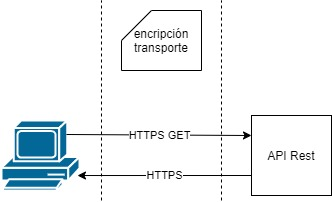 encripción
transporte
HTTPS GET
API Rest
HTTPS